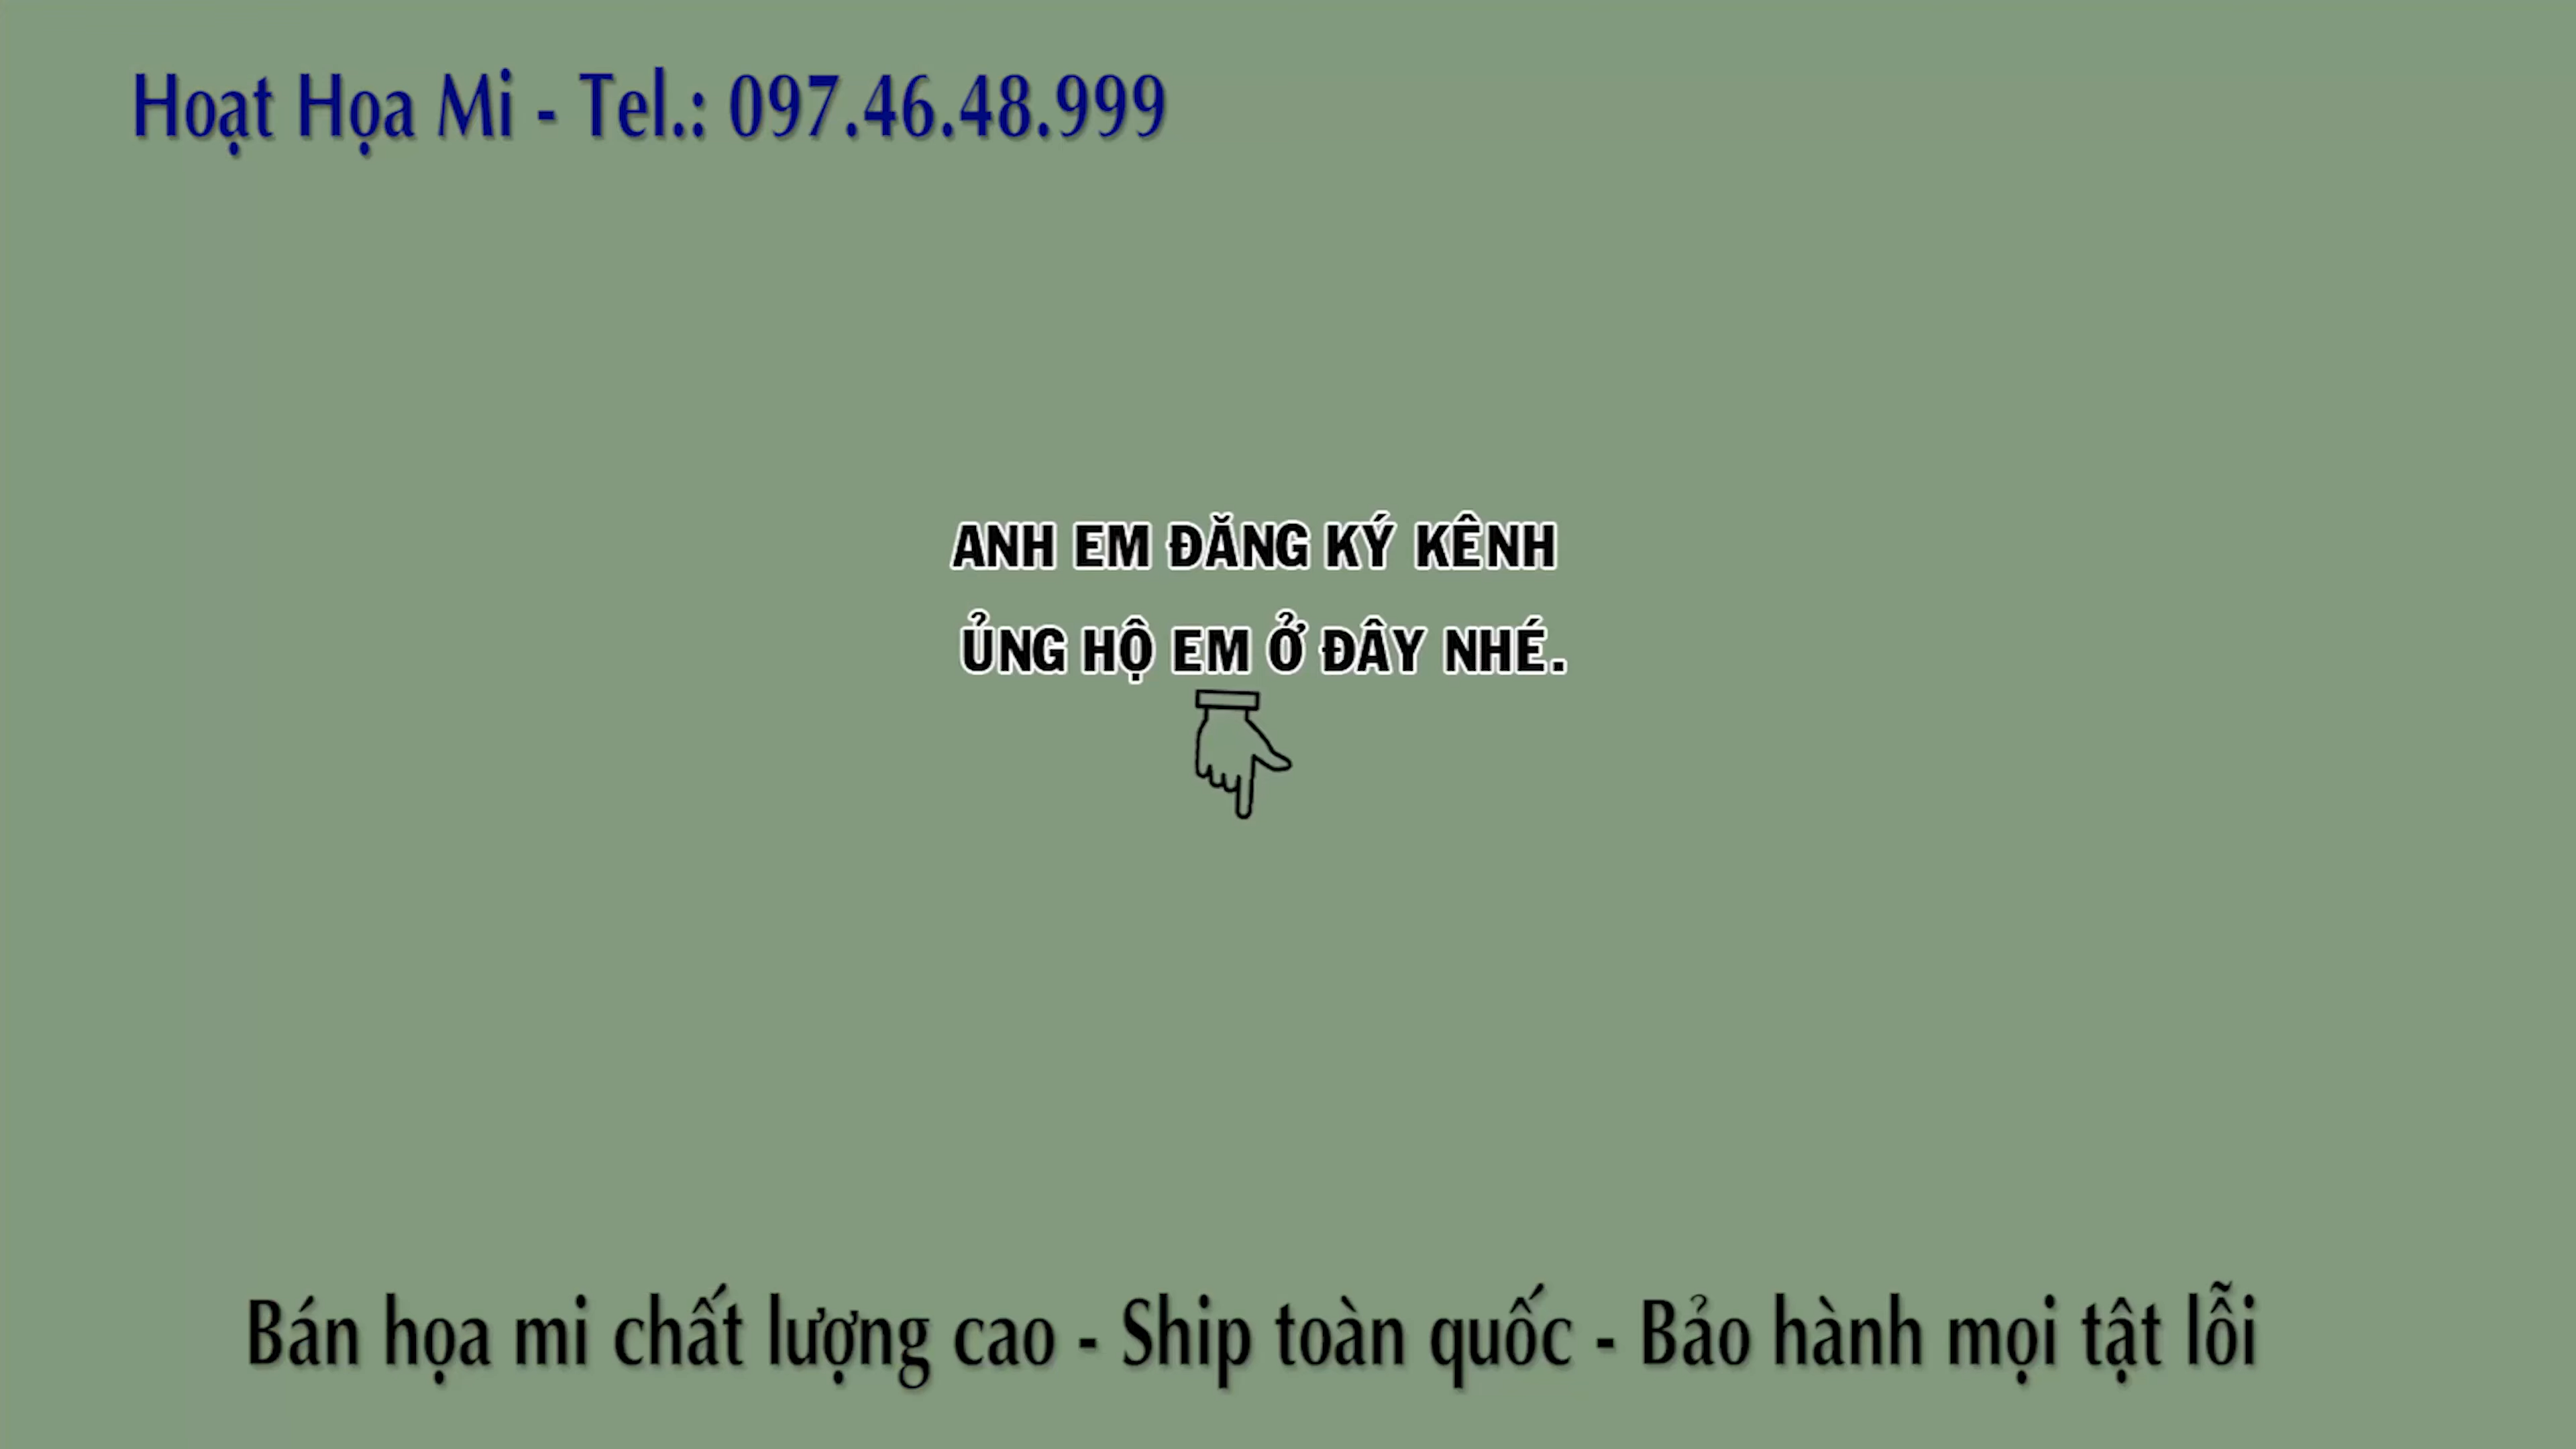 Hoạt Họa Mi - Tel.: 097.46.48.999
ANH EM ĐĂNG KÝ KÊNH
ỦNG HỘ EM Ở ĐÂY NHÉ.
Bán họa mi chất lượng cao - Ship toàn quốc - Bảo hành mọi tật lỗi